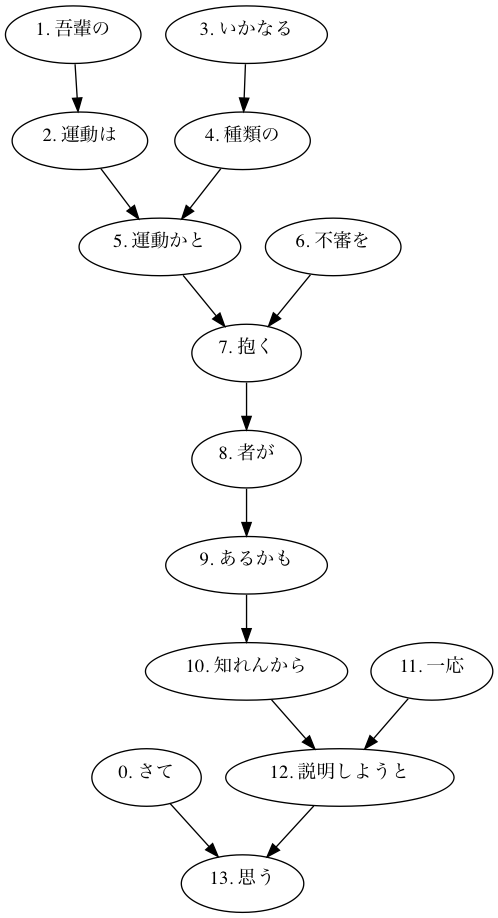 1. 吾輩の
3. いかなる
2. 運動は
4. 種類の
5. 運動かと
6. 不審を
7. 抱く
8. 者が
9. あるかも
10. 知れんから
11. 一応
0. さて
12. 説明しようと
13. 思う